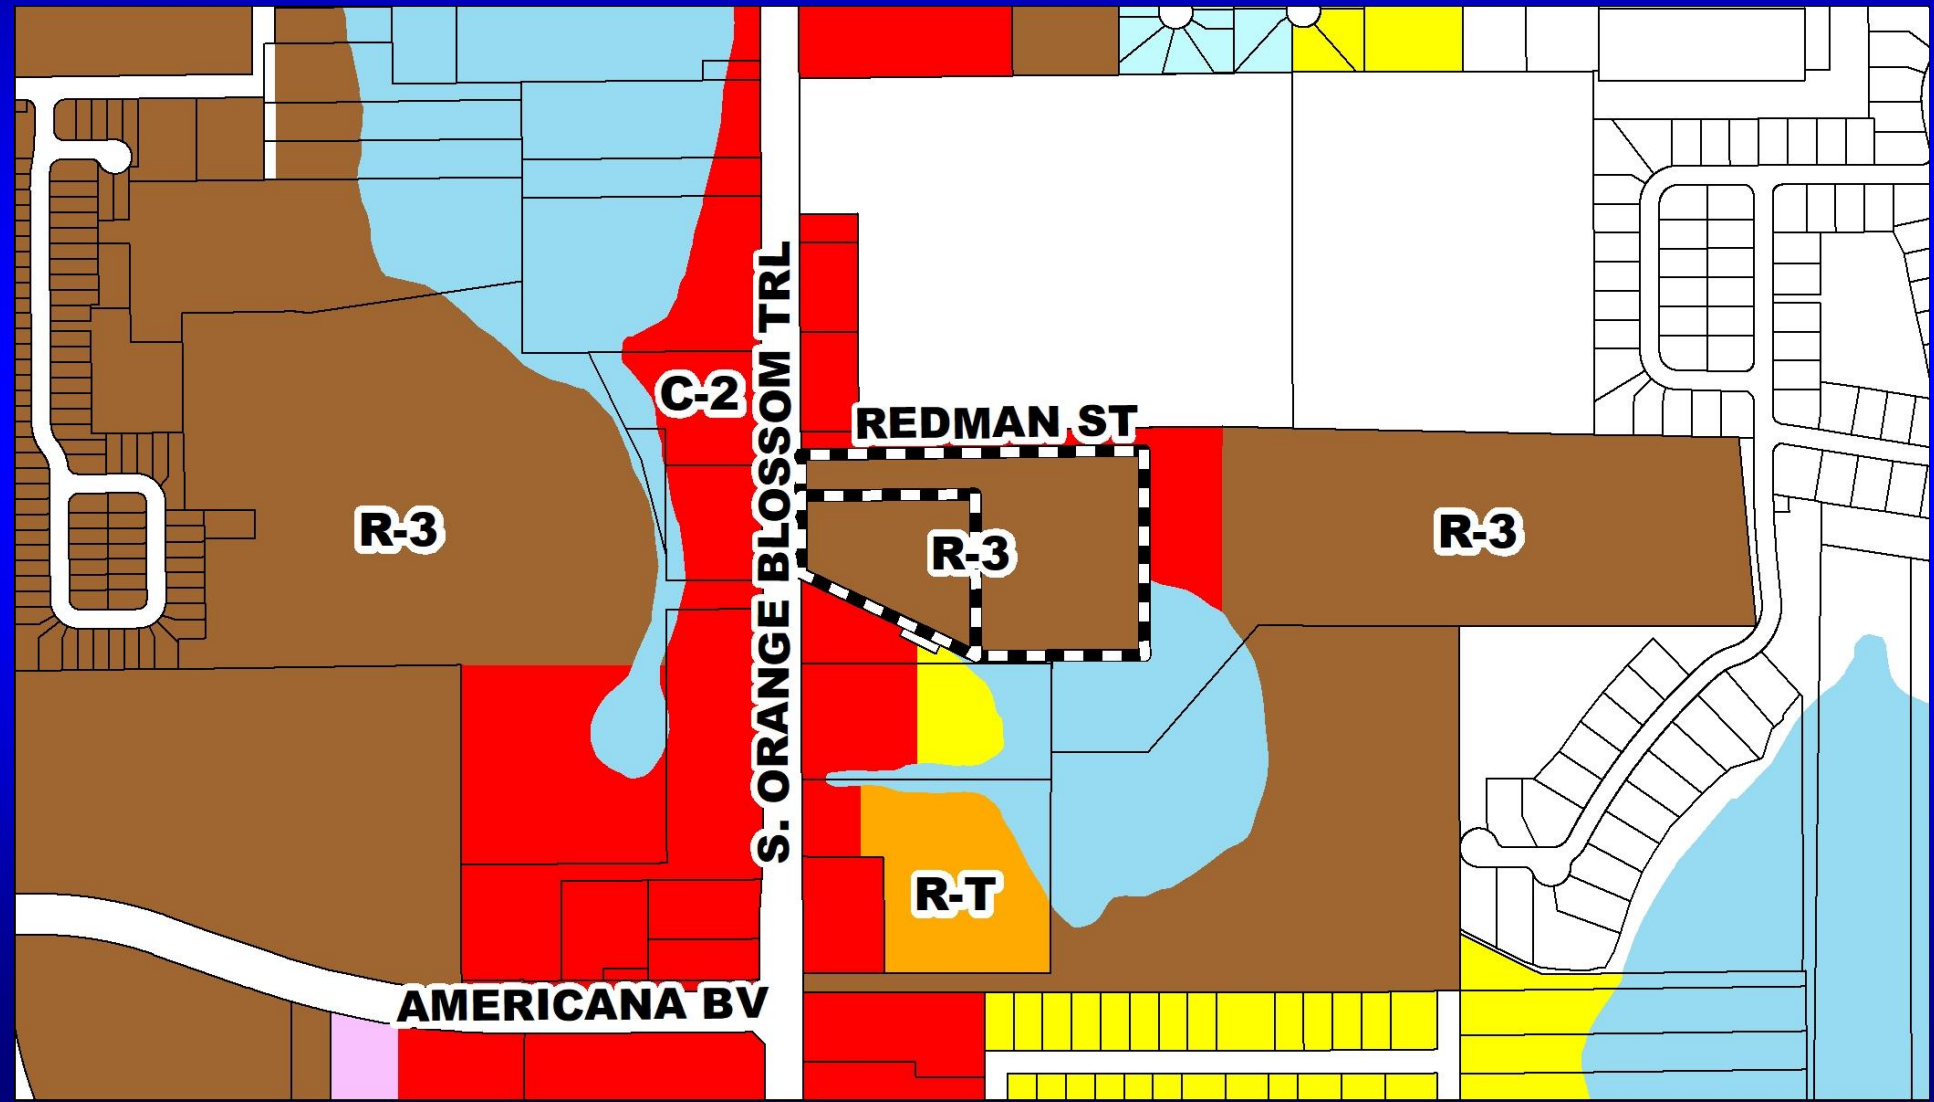 S. ORANGE BLOSSOM TRL
C-2
REDMAN ST
R-3
R-3
R-3
R-T
AMERICANA BV